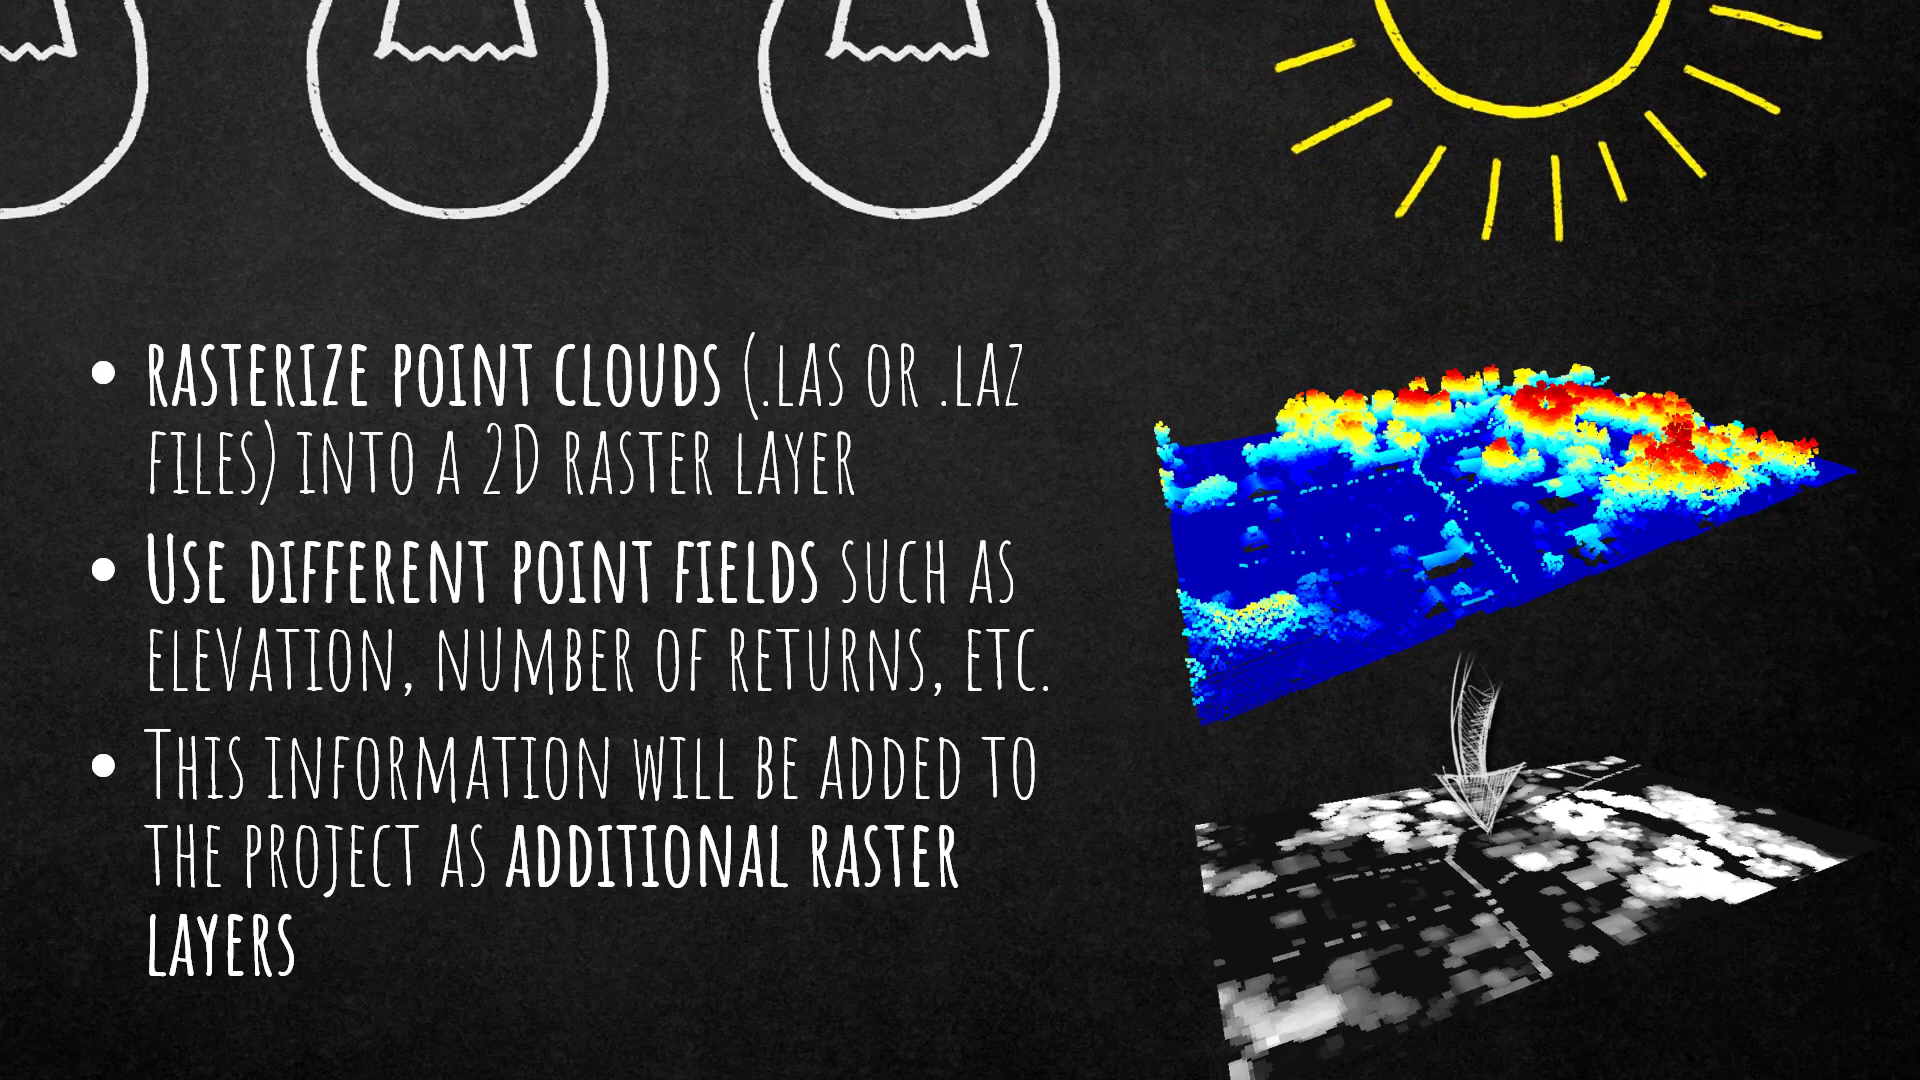 • RASTERIZE POINT CLOUDS (.LAS OR .LAZ
FILES) INTO A 2D RASTER LAYER
• USE DIFFERENT POINT FIELDS SUCH AS
ELEVATION, NUMBER OF RETURNS, ETC.
• THIS INFORMATION WILL BE ADDED TO
THE PROJECT AS ADDITIONAL RASTER
LAYERS